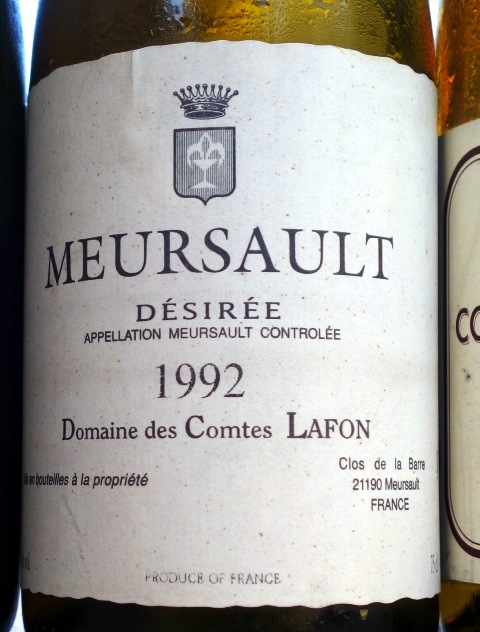 MEURSAULT
DÉSIRÉE
APPELLATION MEURSAULT CONTROLÉE
1992
Domaine des Comtes LAFON
en bouteilles à la propriété
Clos de la Barre
21190 Meursault
FRANCE
PRODUCE OF FRANCE